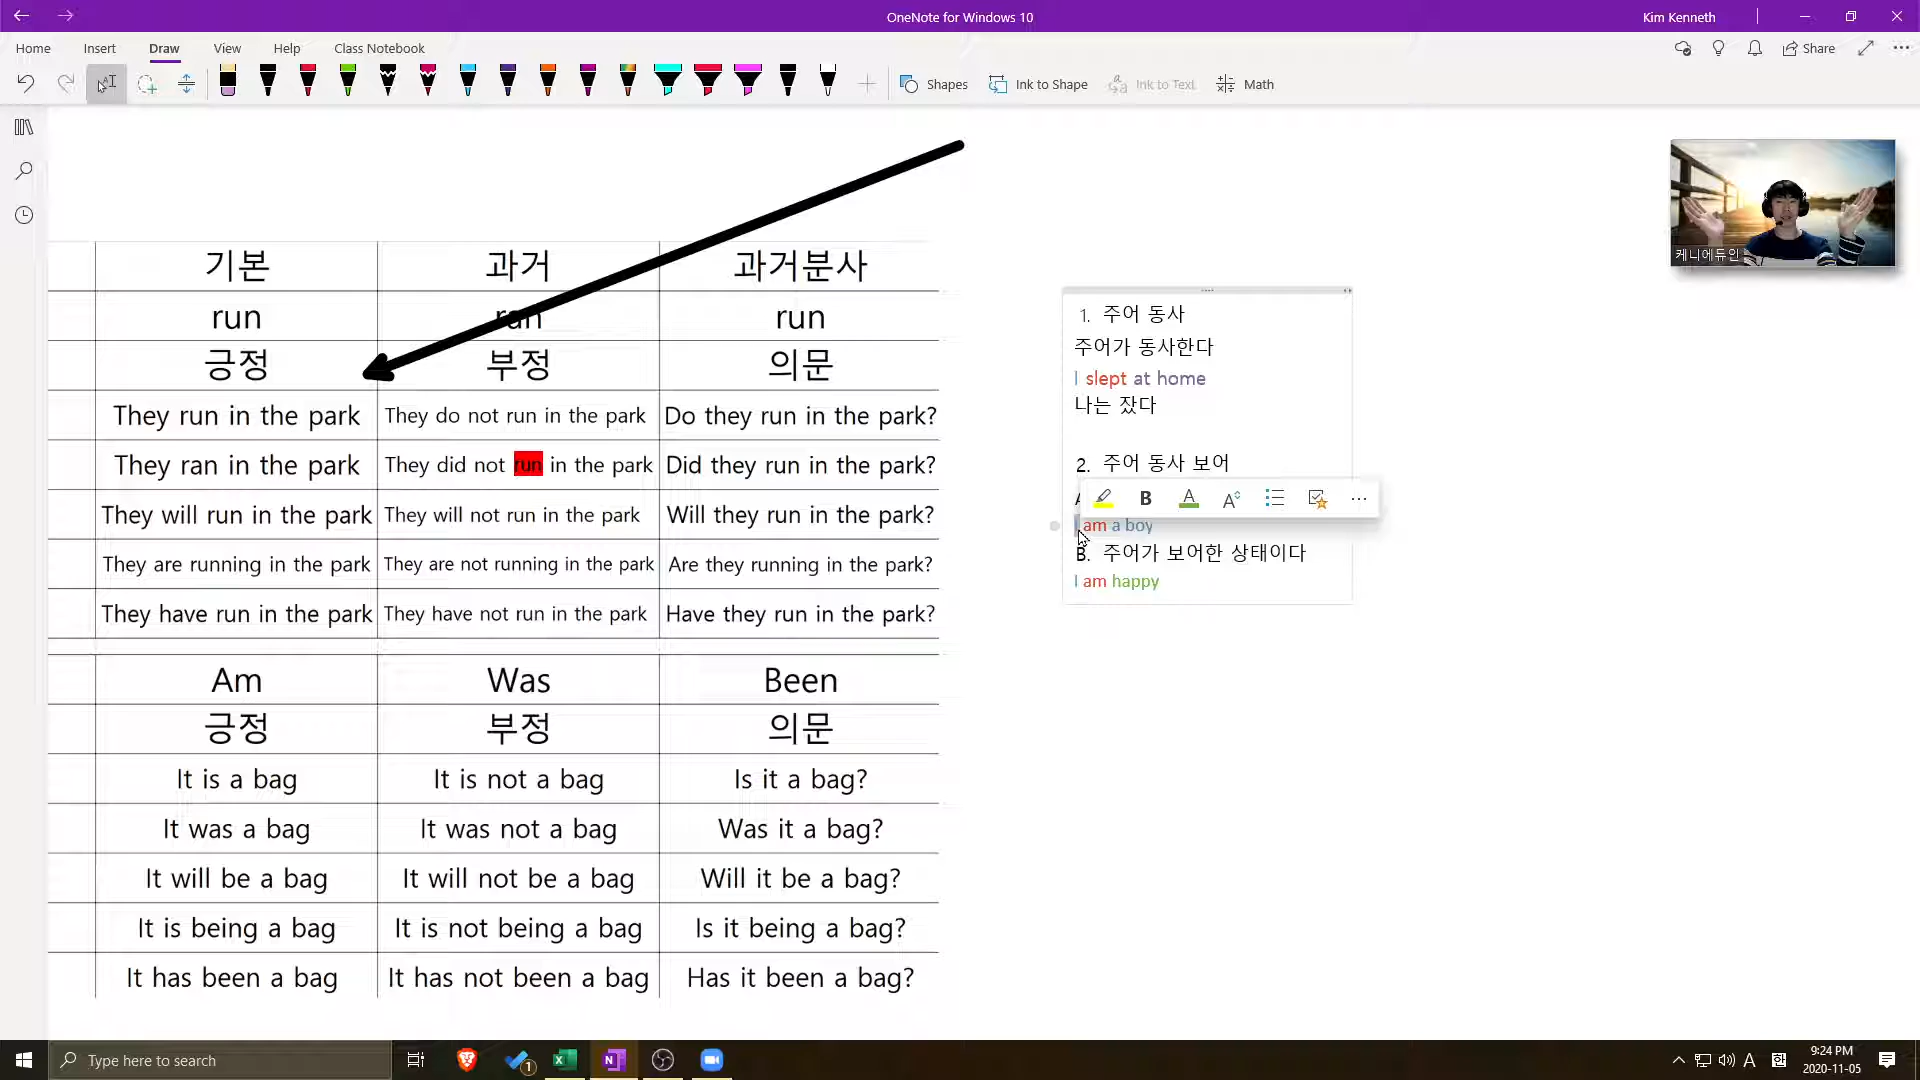 OneNote for Windows 10
Kim Kenneth
Home Insert Draw View Help Class Notebook
Share
Shapes Ink to Shape Ink to Text Math
케니에듀인
기본 과거 과거분사
run ran run
긍정 부정 의문
They run in the park They do not run in the park Do they run in the park?
They ran in the park They did not run in the park Did they run in the park?
They will run in the park They will not run in the park Will they run in the park?
They are running in the park They are not running in the park Are they running in the park?
They have run in the park They have not run in the park Have they run in the park?
Am Was Been
긍정 부정 의문
It is a bag It is not a bag Is it a bag?
It was a bag It was not a bag Was it a bag?
It will be a bag It will not be a bag Will it be a bag?
It is being a bag It is not being a bag Is it being a bag?
It has been a bag It has not been a bag Has it been a bag?
1. 주어 동사
주어가 동사한다
I slept at home
나는 잤다
2. 주어 동사 보어
I am a boy
B. 주어가 보어한 상태이다
I am happy
Type here to search
9:24 PM
2020-11-05